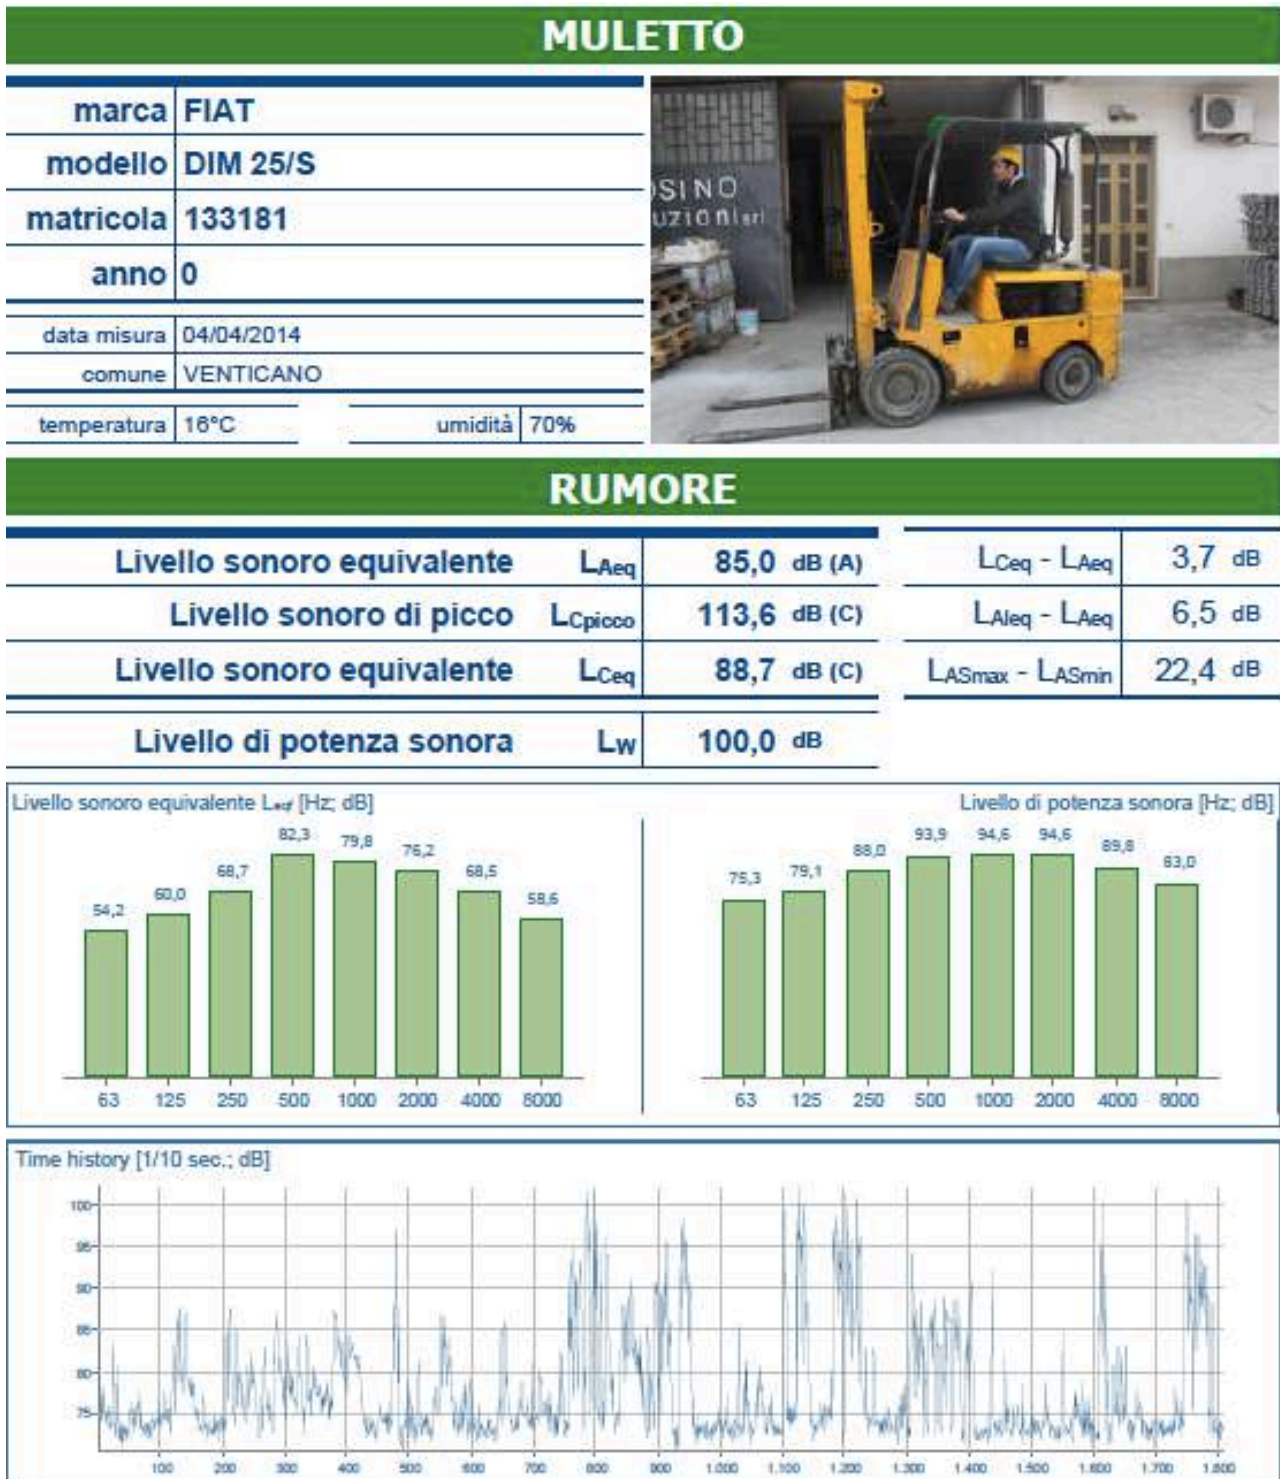 MULETTO
marca FIAT
modello DIM 25/S
matricola 133181
anno 0
data misura 04/04/2014
comune VENTICANO
temperatura 16°C umidità 70%
OSINO
uzioni srl
RUMORE
Livello sonoro equivalente LAeq 85,0 dB (A) LCeq - LAeq 3,7 dB
Livello sonoro di picco LCpicco 113,6 dB (C) LAIeq - LAeq 6,5 dB
Livello sonoro equivalente LCeq 88,7 dB (C) LASmax - LASmin 22,4 dB
Livello di potenza sonora LW 100,0 dB
Livello sonoro equivalente Leqf [Hz; dB]
54,2 60,0 68,7 82,3 79,8 76,2 68,5 58,6
63 125 250 500 1000 2000 4000 8000
Livello di potenza sonora [Hz; dB]
75,3 79,1 88,0 93,9 94,6 94,6 89,8 83,0
63 125 250 500 1000 2000 4000 8000
Time history [1/10 sec.; dB]
100
95
90
85
80
75
100 200 300 400 500 600 700 800 900 1.000 1.100 1.200 1.300 1.400 1.500 1.600 1.700 1.800